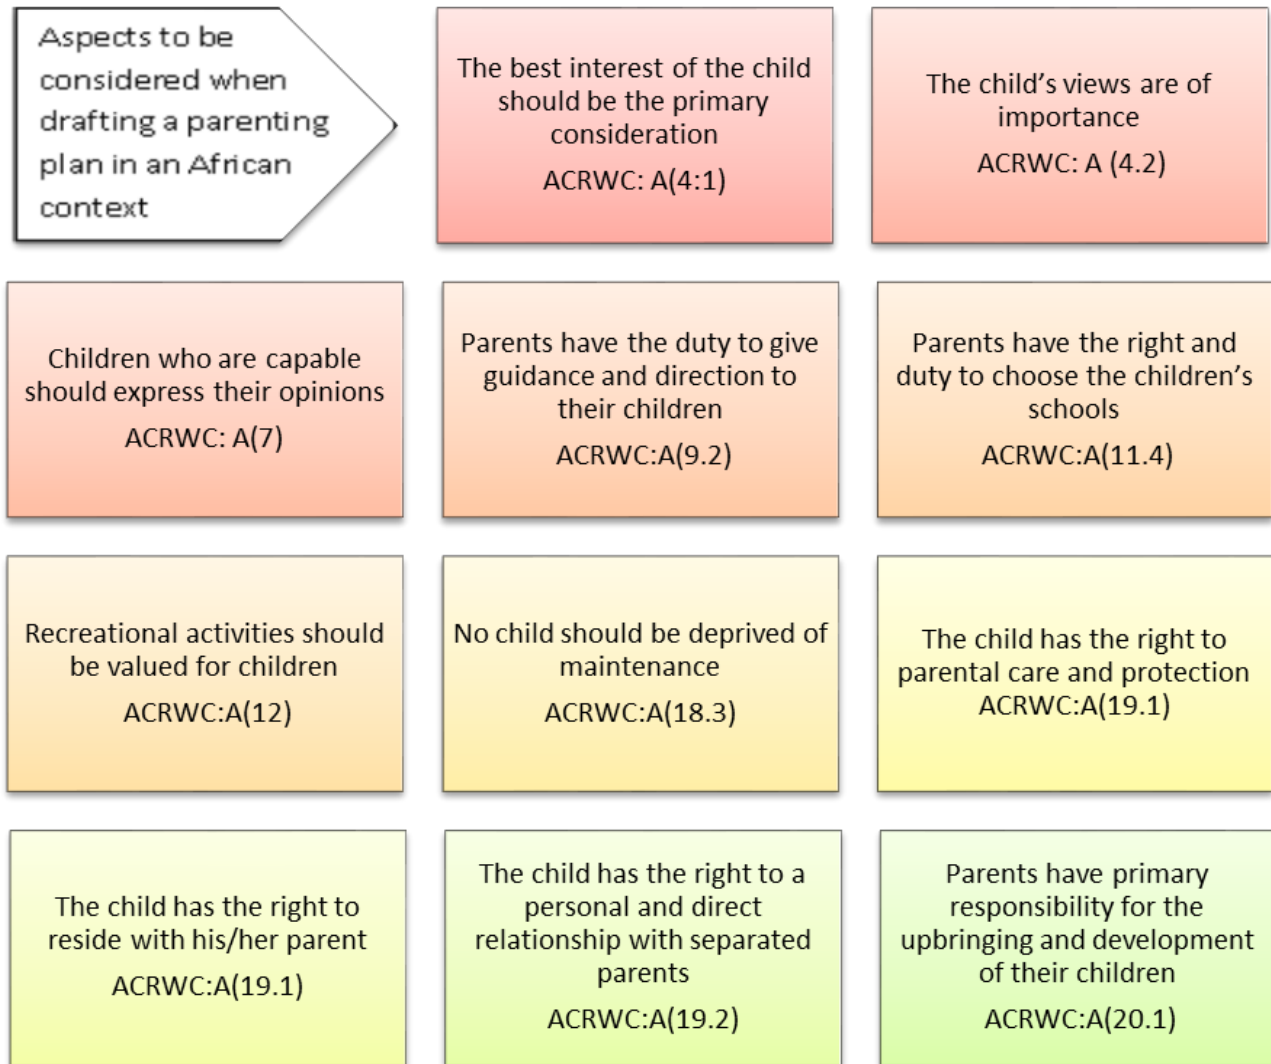 Aspects to be
considered when
drafting a parenting
plan in an African
context
The best interest of the child
should be the primary
consideration
ACRWC: A(4:1)
The child’s views are of
importance
ACRWC: A (4.2)
Children who are capable
should express their opinions
ACRWC: A(7)
Parents have the duty to give
guidance and direction to
their children
ACRWC:A(9.2)
Parents have the right and
duty to choose the children’s
schools
ACRWC:A(11.4)
Recreational activities should
be valued for children
ACRWC:A(12)
No child should be deprived of
maintenance
ACRWC:A(18.3)
The child has the right to
parental care and protection
ACRWC:A(19.1)
The child has the right to
reside with his/her parent
ACRWC:A(19.1)
The child has the right to a
personal and direct
relationship with separated
parents
ACRWC:A(19.2)
Parents have primary
responsibility for the
upbringing and development
of their children
ACRWC:A(20.1)